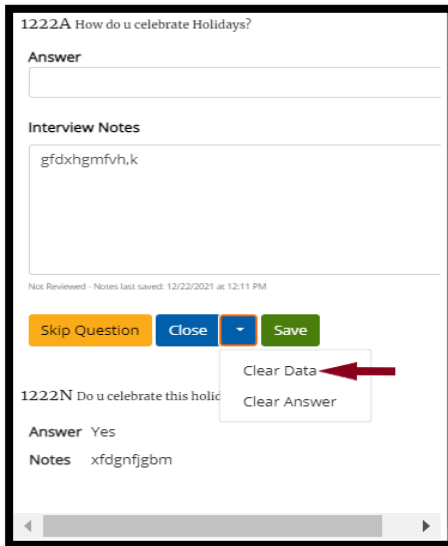 1222A How do u celebrate Holidays?
Answer
Interview Notes
gfdxhgmfvh,k
Not Reviewed - Notes last saved: 12/22/2021 at 12:11 PM
Skip Question Close Save
Clear Data
1222N Do u celebrate this holid
Clear Answer
Answer Yes
Notes xfdgnfjgbm